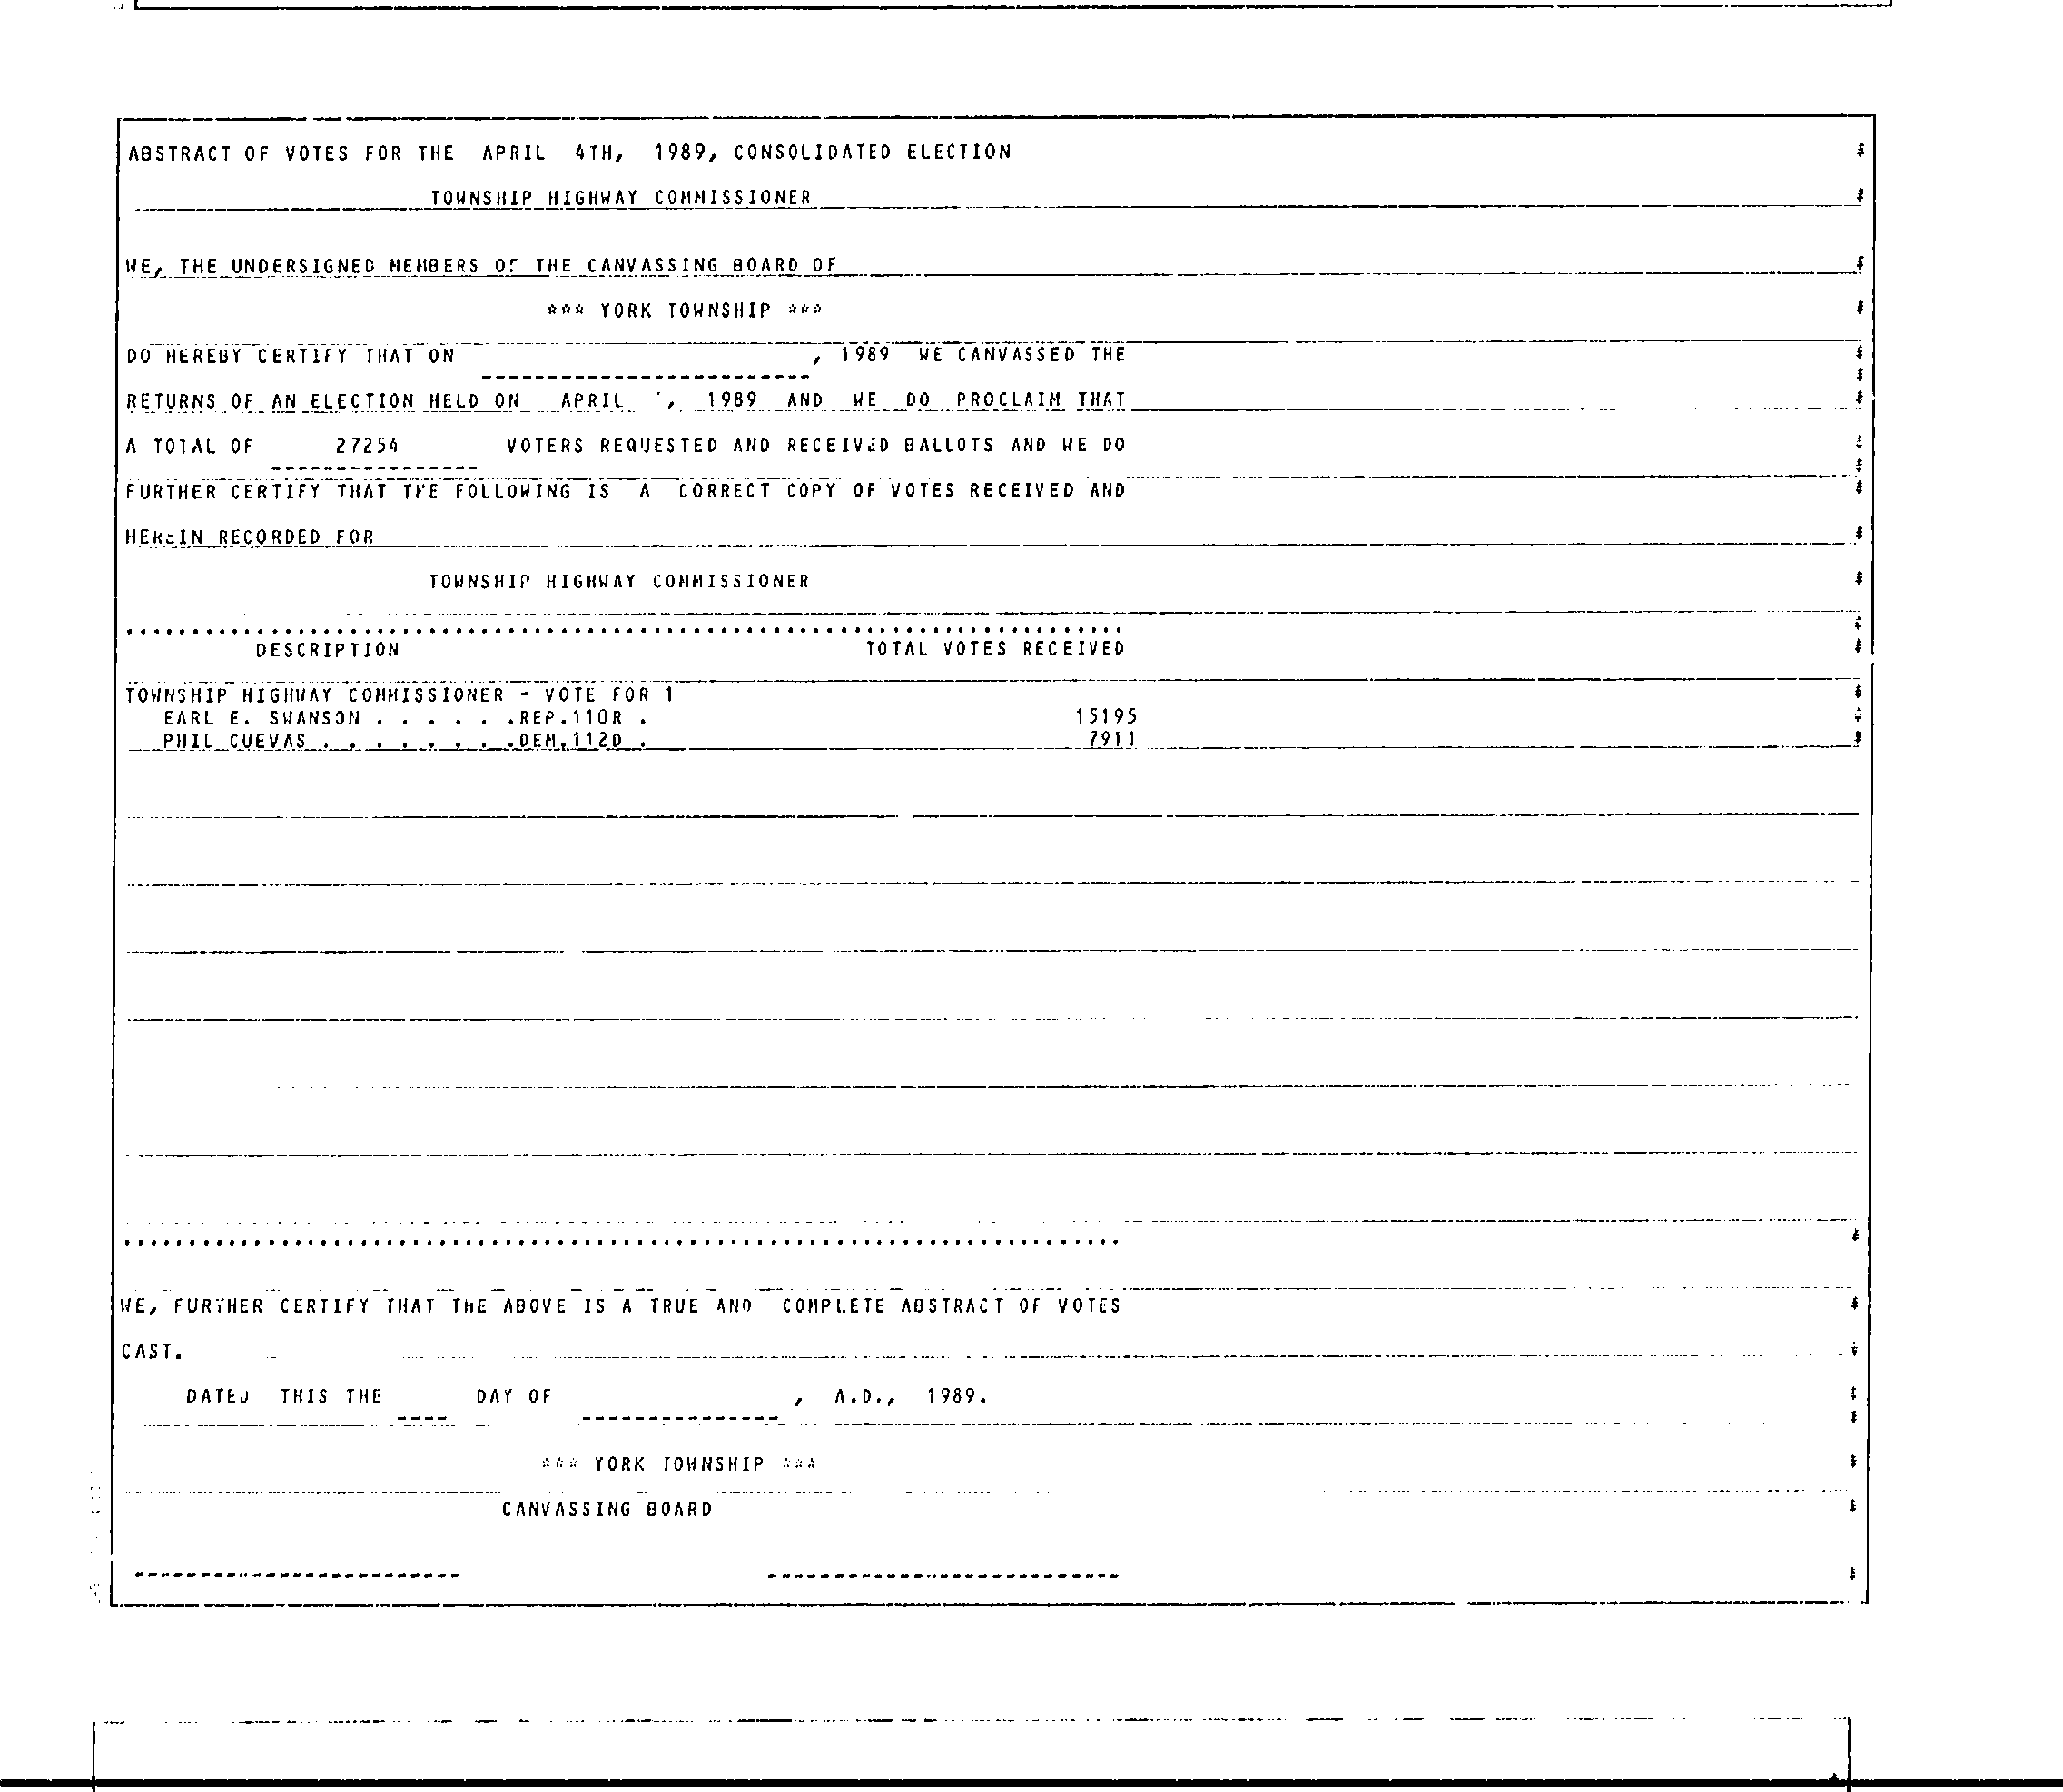 ABSTRACT OF VOTES FOR THE APRIL 4TH, 1989, CONSOLIDATED ELECTION
TOWNSHIP HIGHWAY COMMISSIONER
WE, THE UNDERSIGNED MEMBERS OF THE CANVASSING BOARD OF
*** YORK TOWNSHIP ***
DO HEREBY CERTIFY THAT ON , 1989 WE CANVASSED THE
RETURNS OF AN ELECTION HELD ON APRIL , 1989 AND WE DO PROCLAIM THAT
A TOTAL OF 27254 VOTERS REQUESTED AND RECEIVED BALLOTS AND WE DO
FURTHER CERTIFY THAT THE FOLLOWING IS A CORRECT COPY OF VOTES RECEIVED AND
HEREIN RECORDED FOR
TOWNSHIP HIGHWAY COMMISSIONER
DESCRIPTION TOTAL VOTES RECEIVED
TOWNSHIP HIGHWAY COMMISSIONER - VOTE FOR 1
EARL E. SWANSON . . . . . .REP.110R . 15195
PHIL CUEVAS . . . . . . . .DEM.112D . 7911
WE, FURTHER CERTIFY THAT THE ABOVE IS A TRUE AND COMPLETE ABSTRACT OF VOTES
CAST.
DATED THIS THE ---- DAY OF --------------- , A.D., 1989.
*** YORK TOWNSHIP ***
CANVASSING BOARD